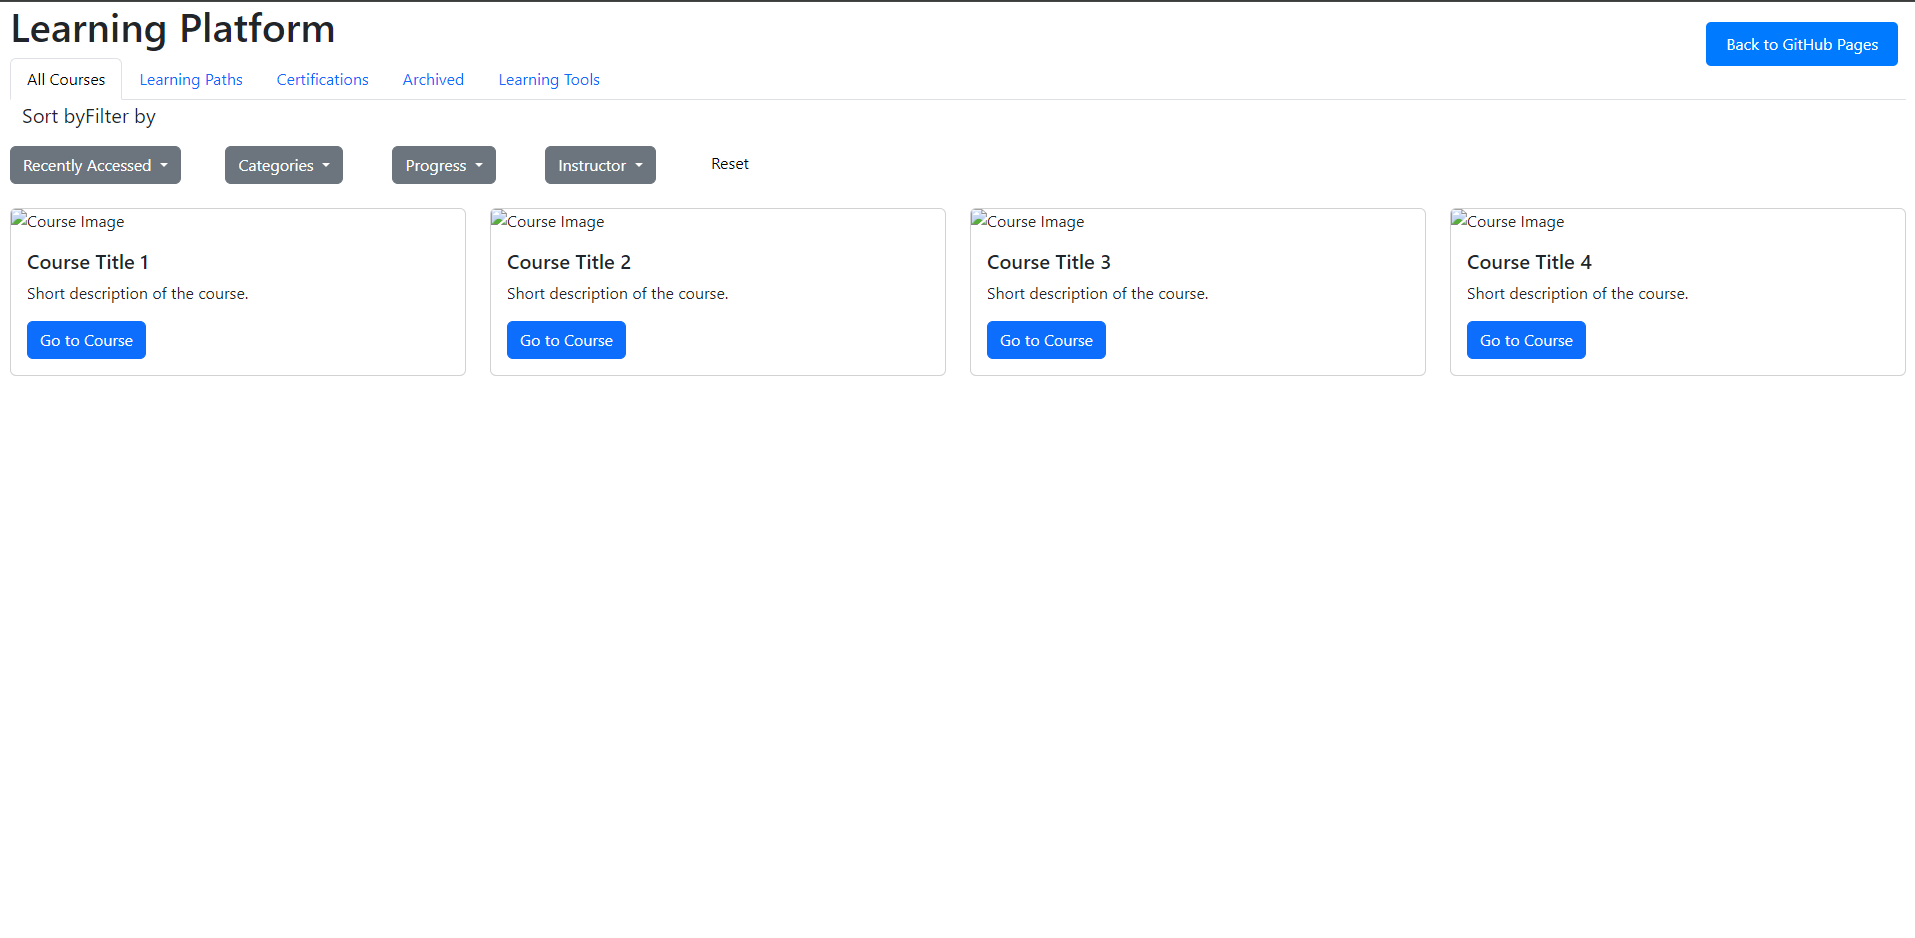 Learning Platform
Back to GitHub Pages
All Courses Learning Paths Certifications Archived Learning Tools
Sort byFilter by
Recently Accessed Categories Progress Instructor Reset
Course Image Course Image Course Image Course Image
Course Title 1 Course Title 2 Course Title 3 Course Title 4
Short description of the course. Short description of the course. Short description of the course. Short description of the course.
Go to Course Go to Course Go to Course Go to Course